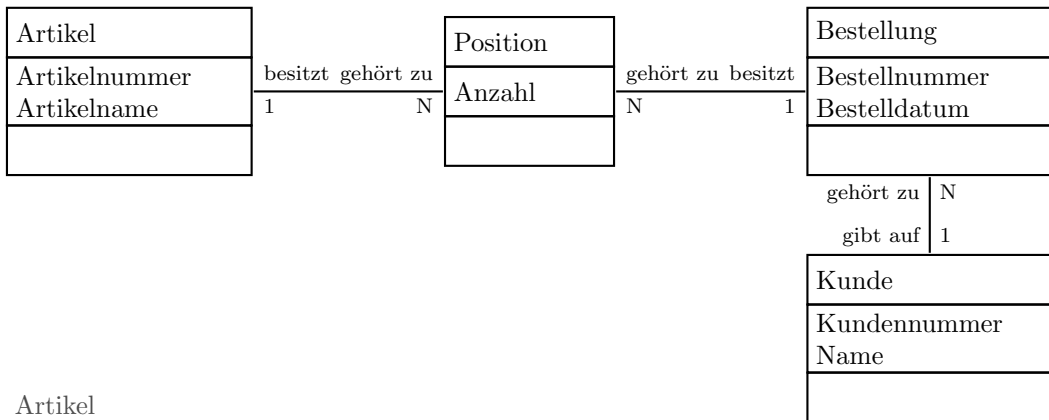 Artikel
Artikelnummer
Artikelname
besitzt gehört zu
1 N
Position
Anzahl
gehört zu besitzt
N 1
Bestellung
Bestellnummer
Bestelldatum
gehört zu N
gibt auf 1
Kunde
Kundennummer
Name
Artikel